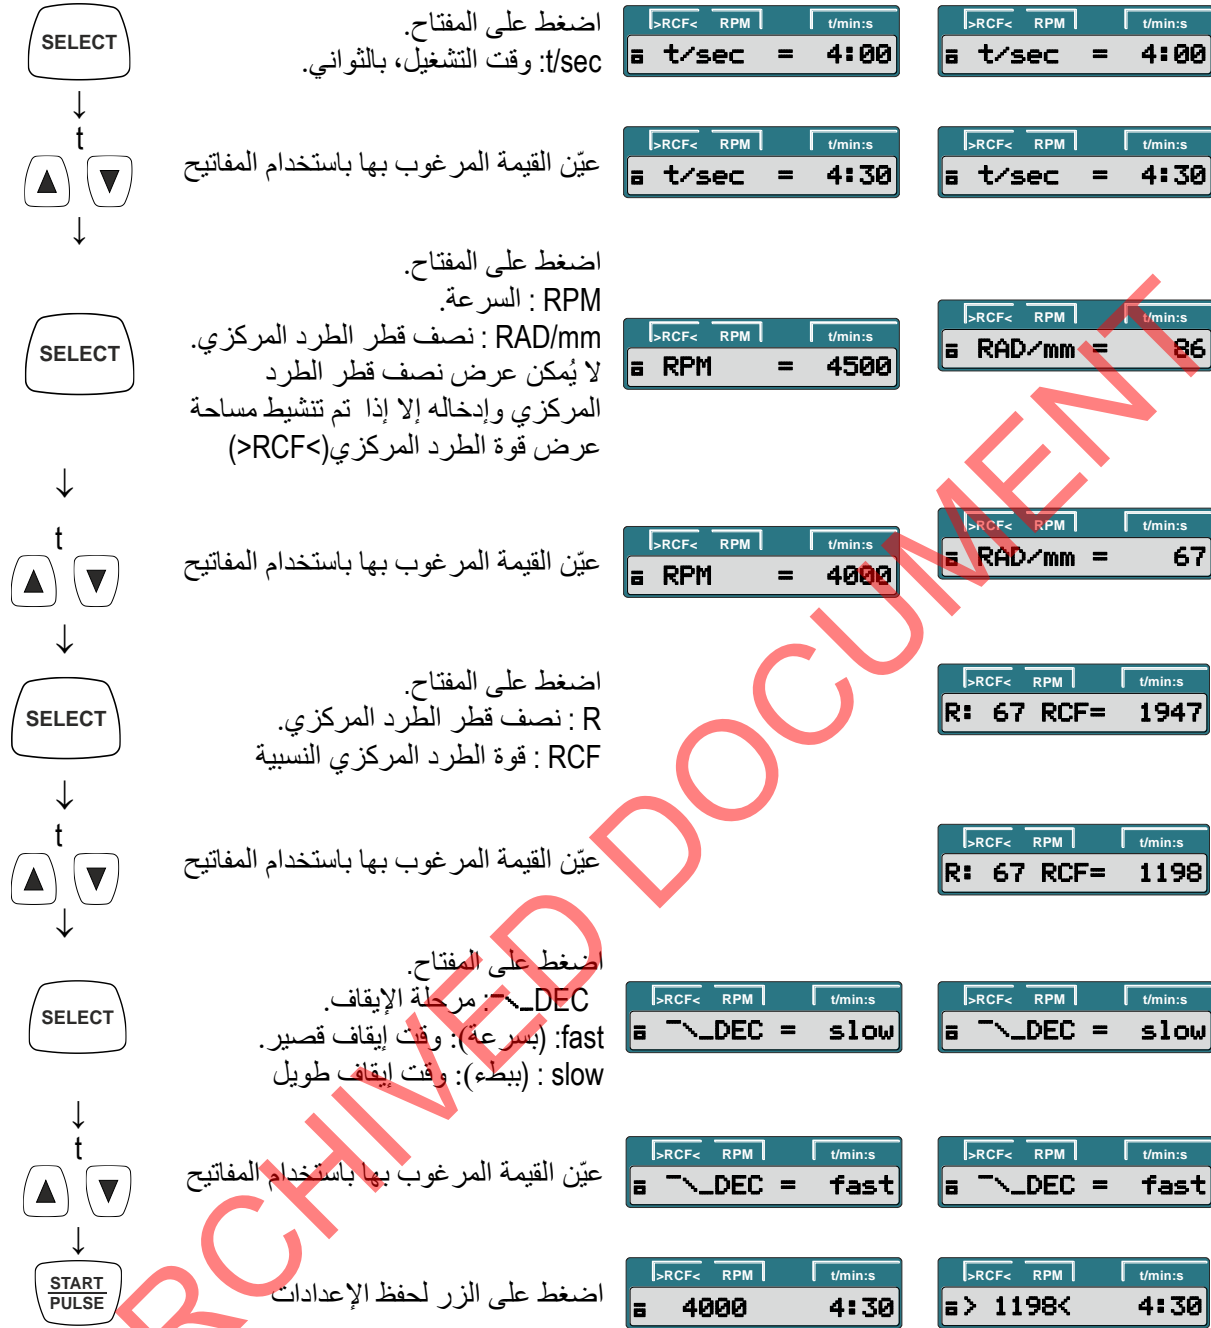 SELECT
اضغط على المفتاح.
t/sec: وقت التشغيل، بالثواني.
>RCF< RPM t/min:s
t/sec = 4:00
>RCF< RPM t/min:s
t/sec = 4:00
↓
t
عيّن القيمة المرغوب بها باستخدام المفاتيح
>RCF< RPM t/min:s
t/sec = 4:30
>RCF< RPM t/min:s
t/sec = 4:30
↓
SELECT
اضغط على المفتاح.
RPM : السرعة.
RAD/mm : نصف قطر الطرد المركزي.
لا يُمكن عرض نصف قطر الطرد
المركزي وإدخاله إلا إذا تم تنشيط مساحة
عرض قوة الطرد المركزي(>RCF<)
>RCF< RPM t/min:s
RPM = 4500
>RCF< RPM t/min:s
RAD/mm = 86
↓
t
عيّن القيمة المرغوب بها باستخدام المفاتيح
>RCF< RPM t/min:s
RPM = 4000
>RCF< RPM t/min:s
RAD/mm = 67
↓
SELECT
اضغط على المفتاح.
R : نصف قطر الطرد المركزي.
RCF : قوة الطرد المركزي النسبية
>RCF< RPM t/min:s
R: 67 RCF= 1947
↓
t
عيّن القيمة المرغوب بها باستخدام المفاتيح
>RCF< RPM t/min:s
R: 67 RCF= 1198
↓
SELECT
اضغط على المفتاح.
‾\_DEC: مرحلة الإيقاف.
fast: (بسرعة): وقت إيقاف قصير.
slow : (ببطء): وقت إيقاف طويل
>RCF< RPM t/min:s
‾\_DEC = slow
>RCF< RPM t/min:s
‾\_DEC = slow
↓
t
عيّن القيمة المرغوب بها باستخدام المفاتيح
>RCF< RPM t/min:s
‾\_DEC = fast
>RCF< RPM t/min:s
‾\_DEC = fast
↓
START
PULSE
اضغط على الزر لحفظ الإعدادات
>RCF< RPM t/min:s
4000 4:30
>RCF< RPM t/min:s
> 1198< 4:30
RCHIVED DOCUMENT